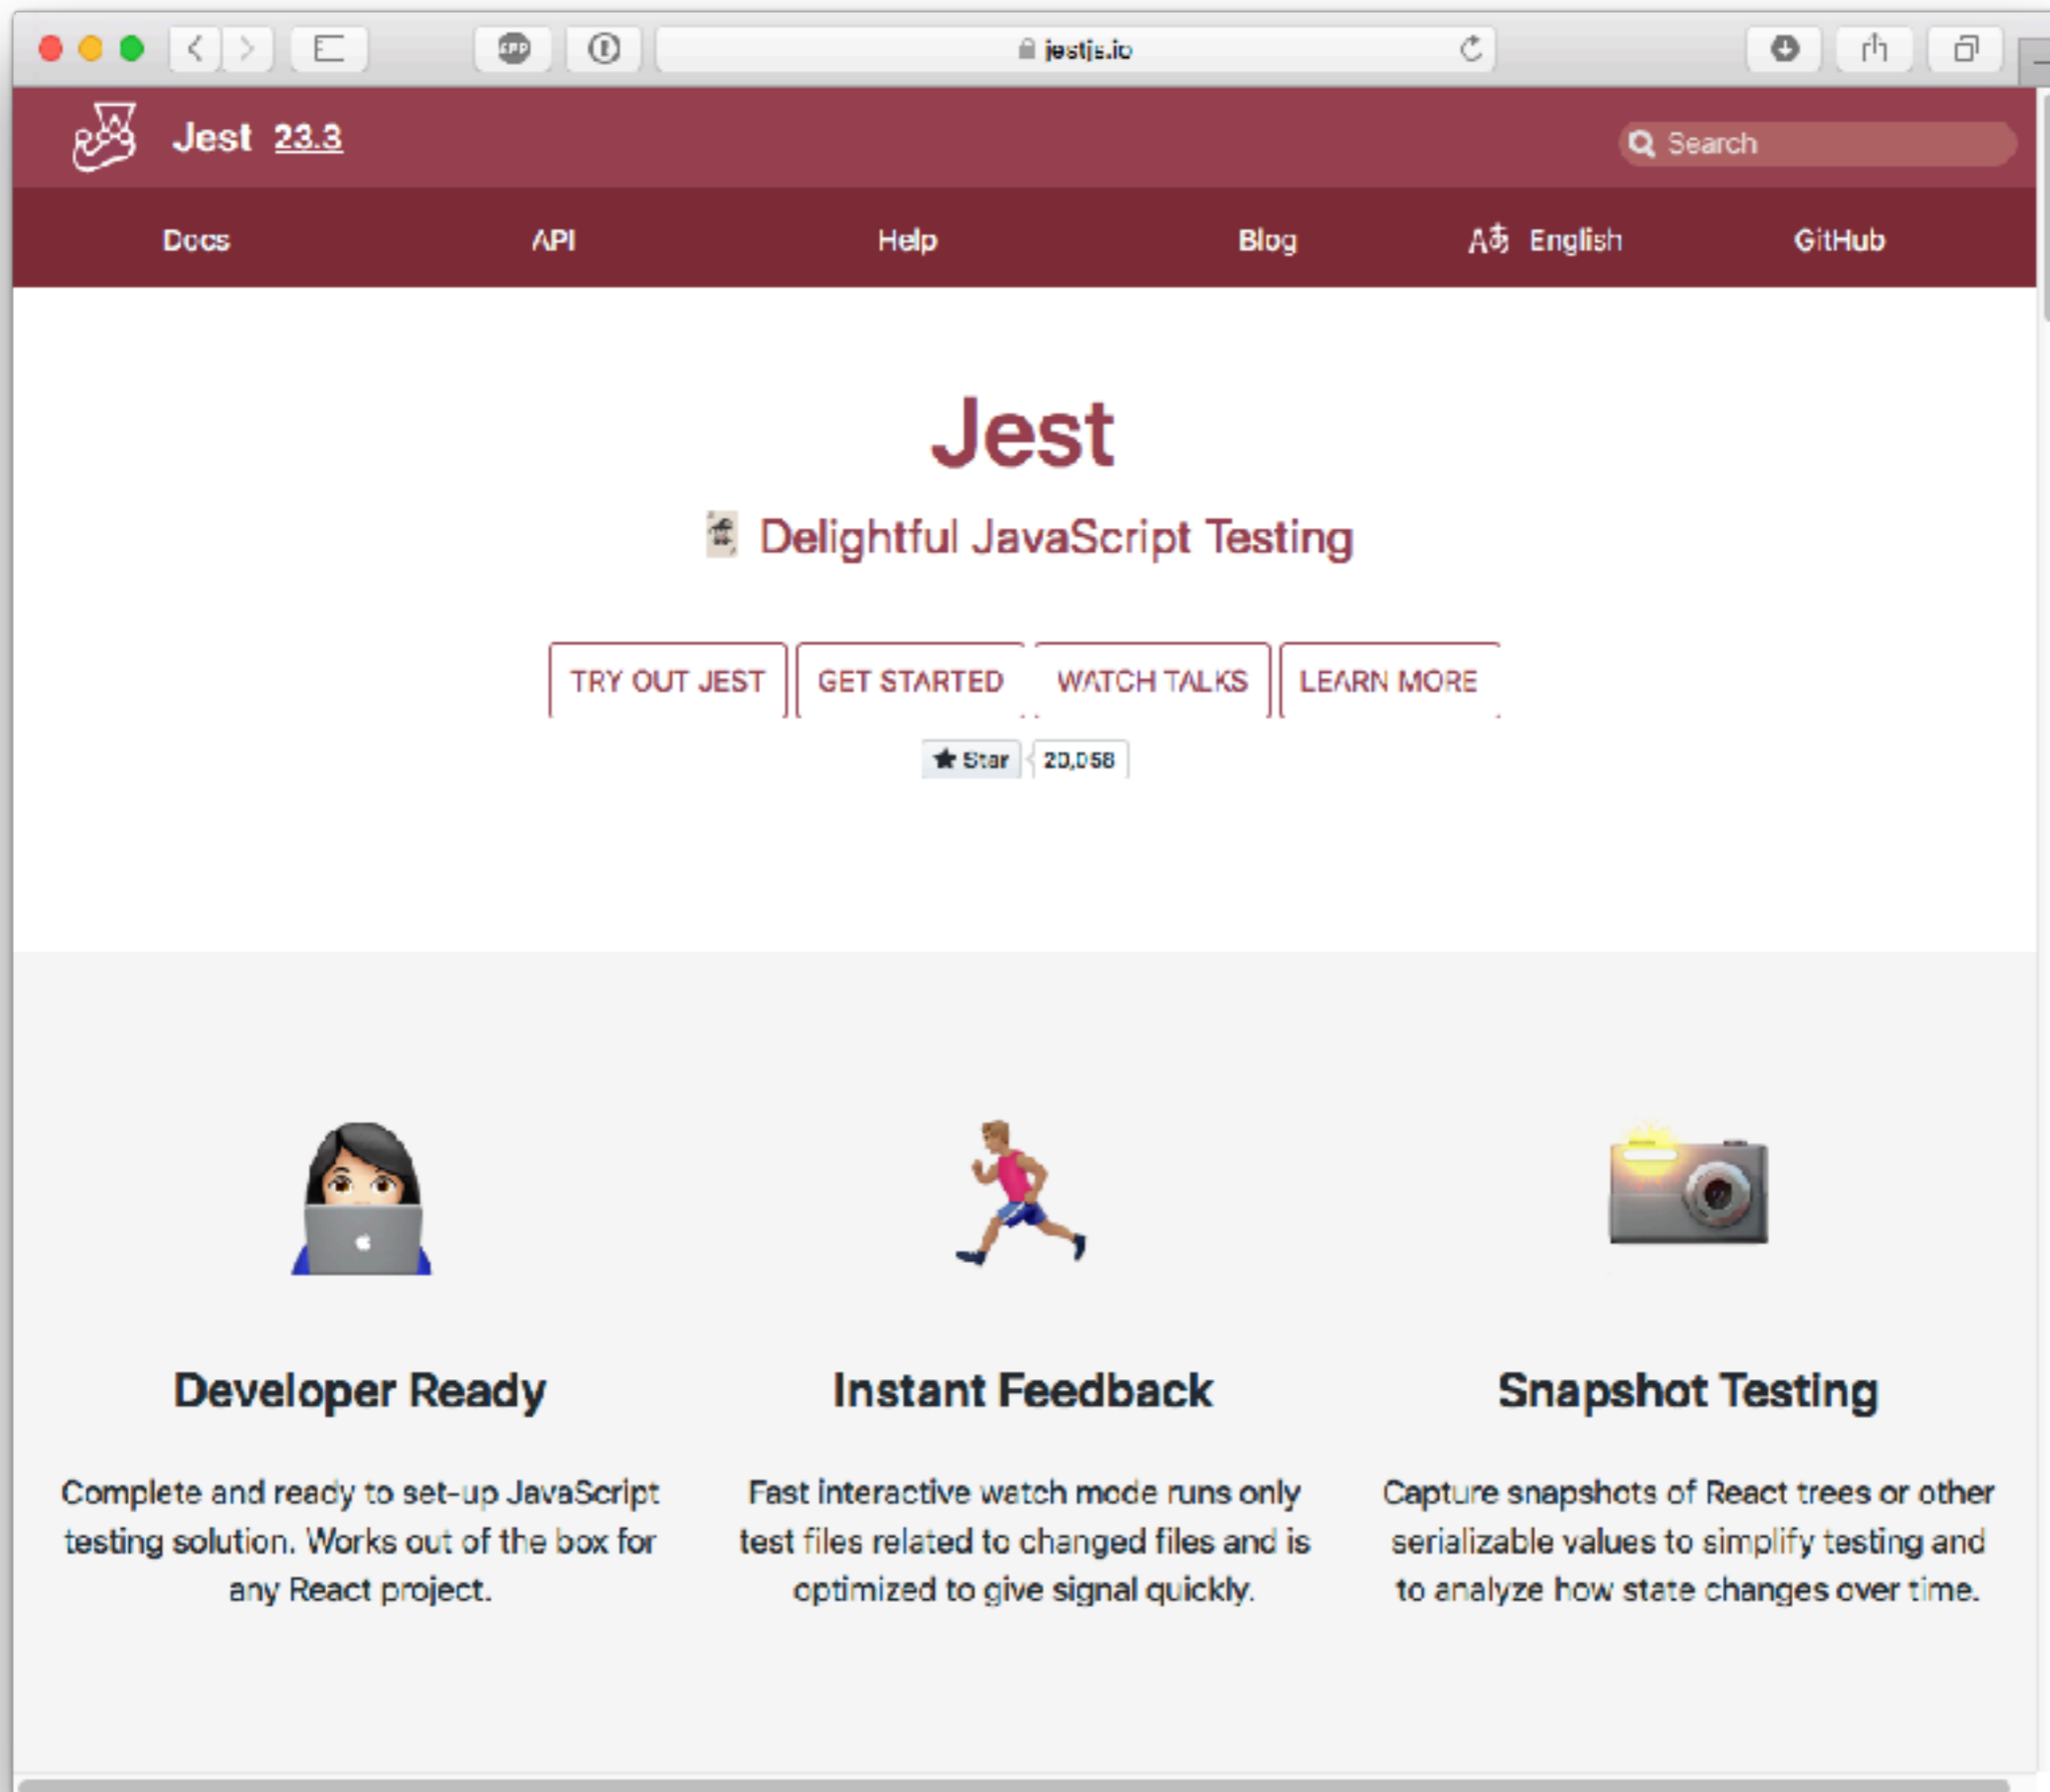 jestjs.io
Jest 23.3
Search
Docs API Help Blog Aあ English GitHub
Jest
Delightful JavaScript Testing
TRY OUT JEST GET STARTED WATCH TALKS LEARN MORE
Star 20,058
Developer Ready
Complete and ready to set-up JavaScript
testing solution. Works out of the box for
any React project.
Instant Feedback
Fast interactive watch mode runs only
test files related to changed files and is
optimized to give signal quickly.
Snapshot Testing
Capture snapshots of React trees or other
serializable values to simplify testing and
to analyze how state changes over time.